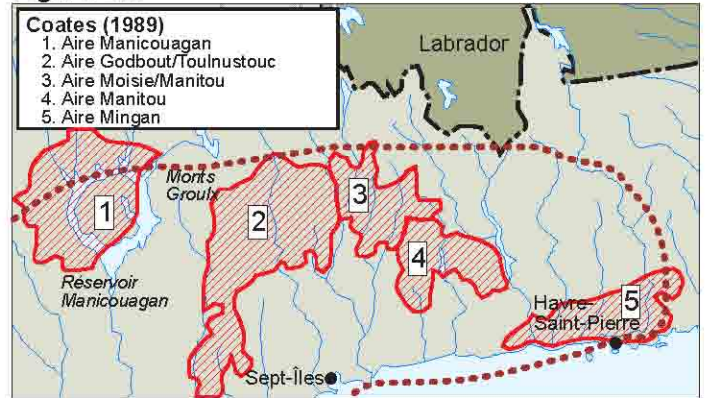 Coates (1989)
1. Aire Manicouagan
2. Aire Godbout/Toulnustouc
3. Aire Moisie/Manitou
4. Aire Manitou
5. Aire Mingan
Labrador
Monts
Groulx
1
2
3
4
5
Réservoir
Manicouagan
Havre-
Saint-Pierre
Sept-Îles